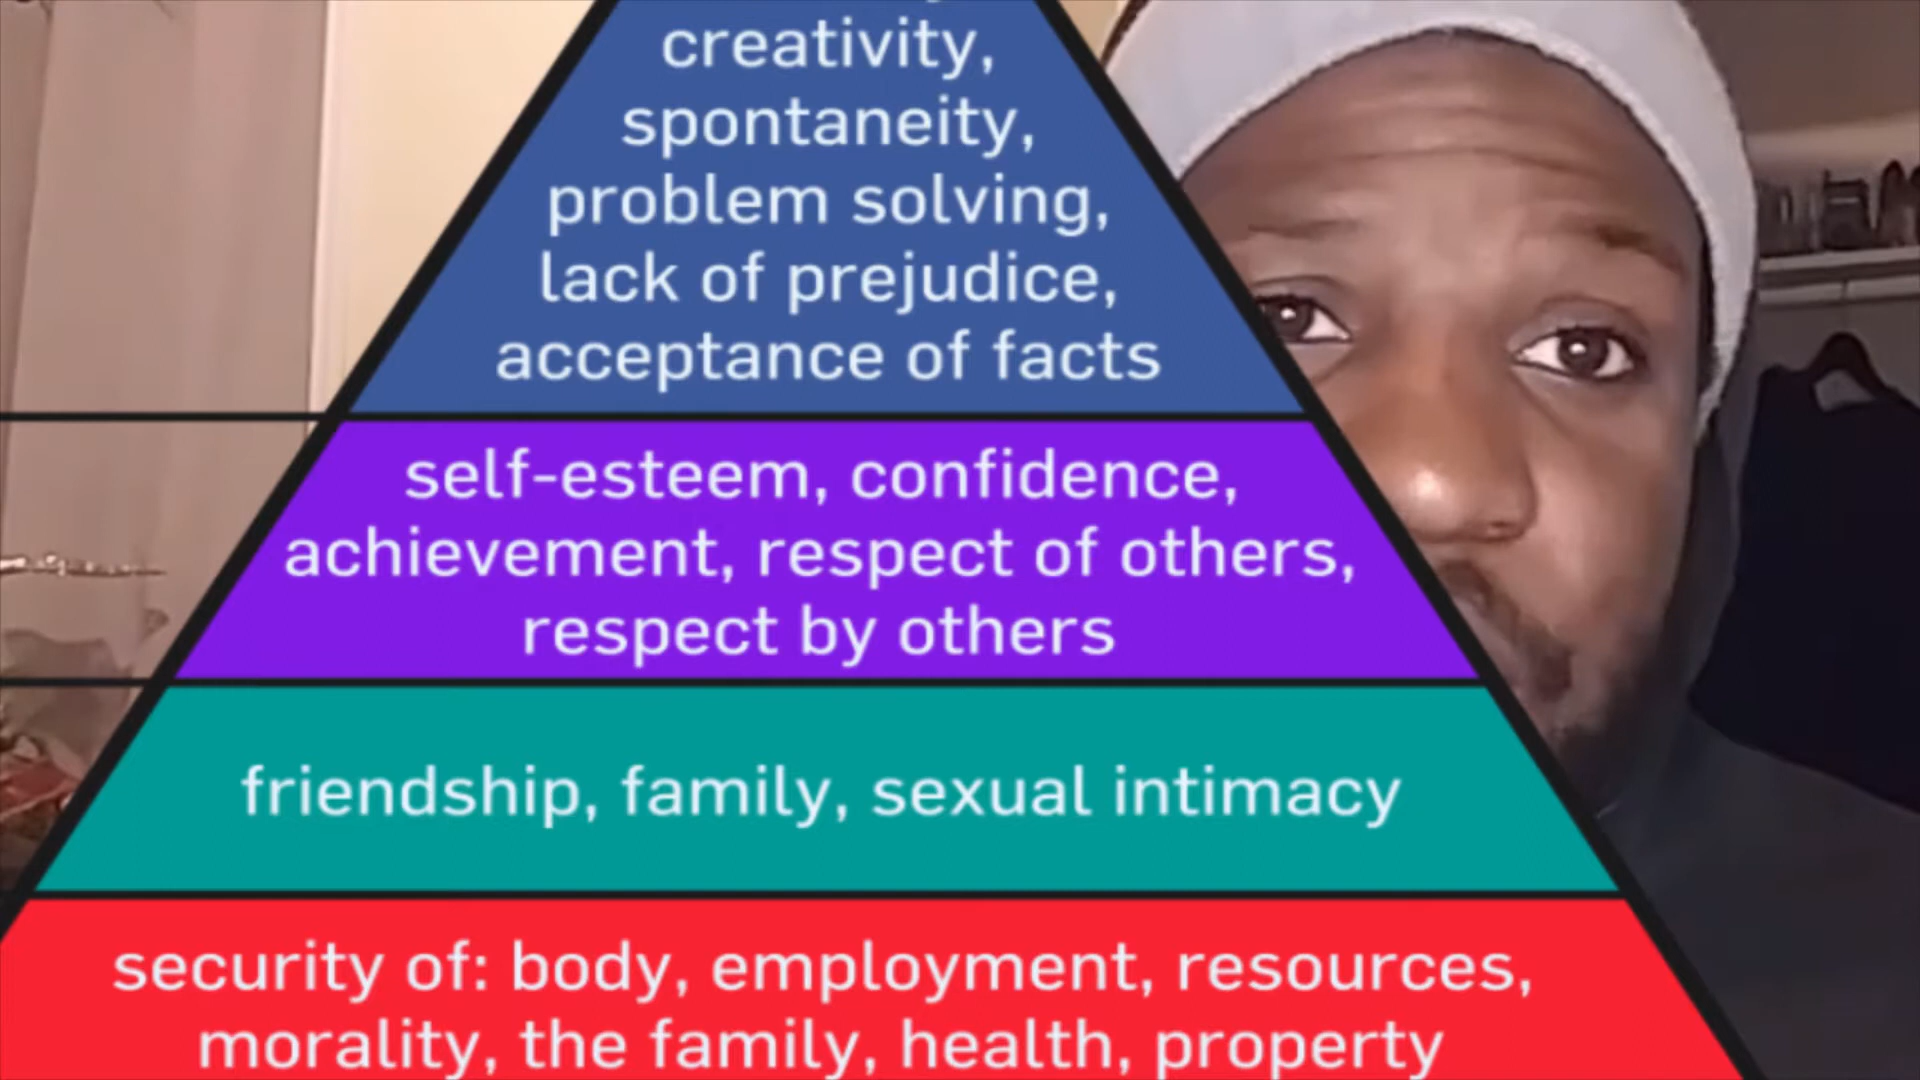 creativity,
spontaneity,
problem solving,
lack of prejudice,
acceptance of facts
self-esteem, confidence,
achievement, respect of others,
respect by others
friendship, family, sexual intimacy
security of: body, employment, resources,
morality, the family, health, property